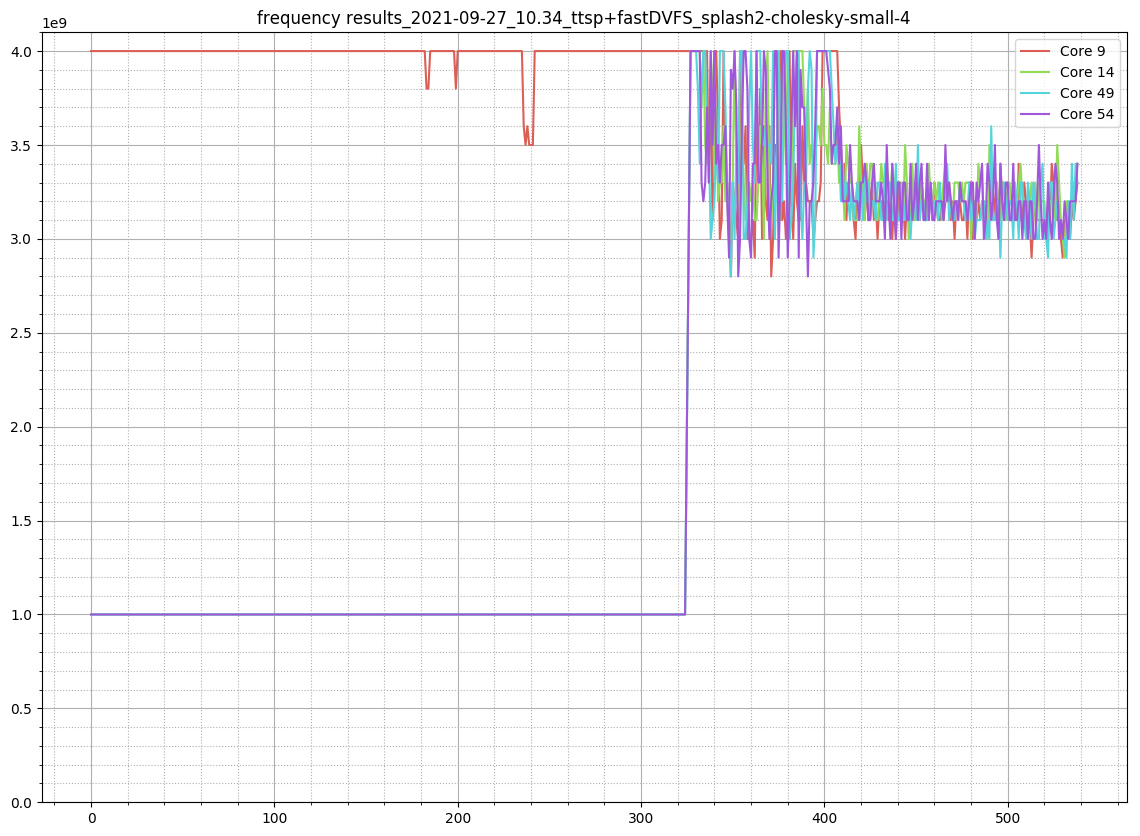 frequency results_2021-09-27_10.34_ttsp+fastDVFS_splash2-cholesky-small-4
1e9
4.0
3.5
3.0
2.5
2.0
1.5
1.0
0.5
0.0
0 100 200 300 400 500
Core 9
Core 14
Core 49
Core 54